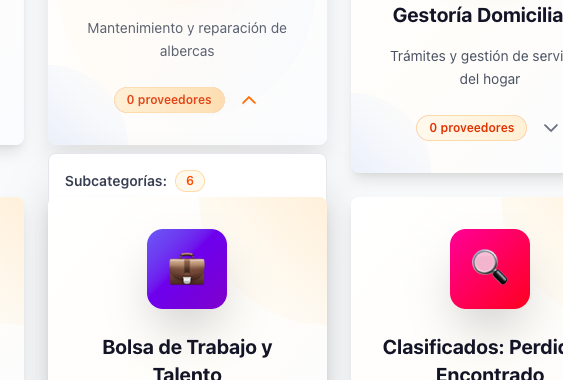 Mantenimiento y reparación de
albercas
0 proveedores
Subcategorías: 6
Bolsa de Trabajo y
Talento
Gestoría Domicilia
Trámites y gestión de servi
del hogar
0 proveedores
Clasificados: Perdid
Encontrado